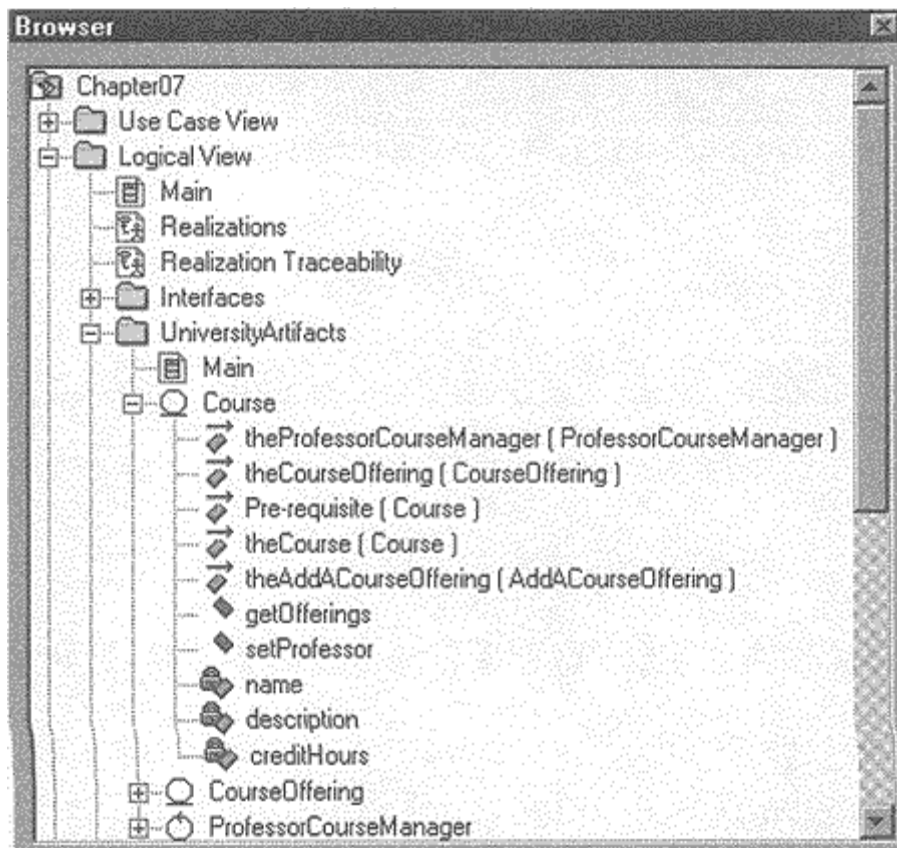 Browser
Chapter07
Use Case View
Logical View
Main
Realizations
Realization Traceability
Interfaces
UniversityArtifacts
Main
Course
theProfessorCourseManager ( ProfessorCourseManager )
theCourseOffering ( CourseOffering )
Pre-requisite ( Course )
theCourse ( Course )
theAddACourseOffering ( AddACourseOffering )
getOfferings
setProfessor
name
description
creditHours
CourseOffering
ProfessorCourseManager